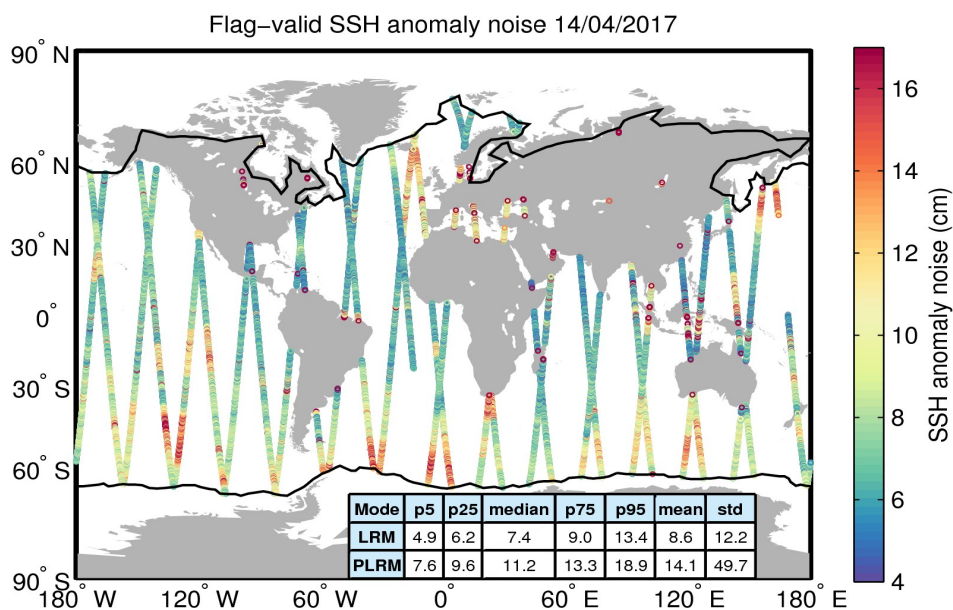 Flag−valid SSH anomaly noise 14/04/2017
90° N
60° N
30° N
0°
30° S
60° S
90° S
180° W
120° W
60° W
0°
60° E
120° E
180° E
16
14
12
10
8
6
4
SSH anomaly noise (cm)
Mode p5 p25 median p75 p95 mean std
LRM 4.9 6.2 7.4 9.0 13.4 8.6 12.2
PLRM 7.6 9.6 11.2 13.3 18.9 14.1 49.7